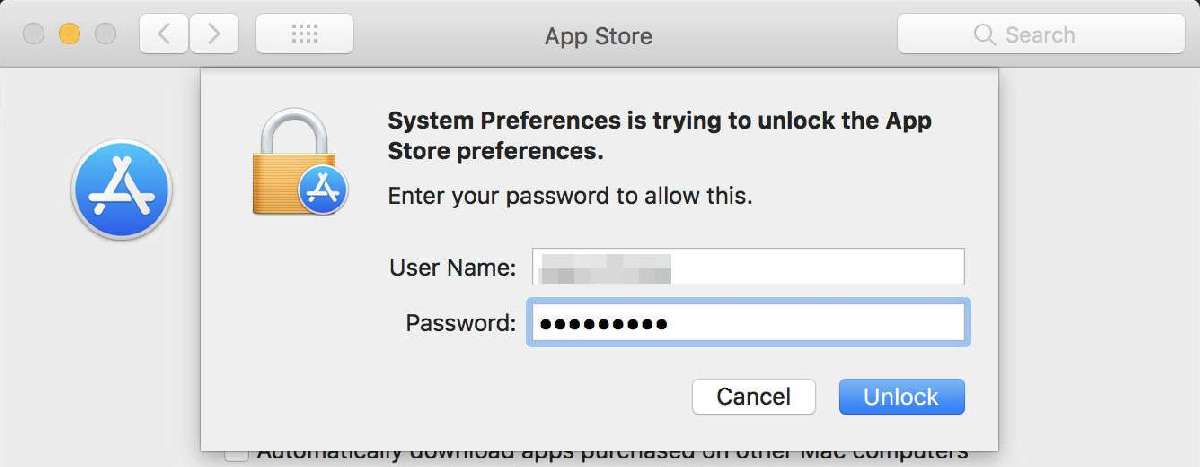 App Store
Search
System Preferences is trying to unlock the App
Store preferences.
Enter your password to allow this.
User Name:
Password: •••••••••
Cancel
Unlock
Automatically download apps purchased on other Mac computers